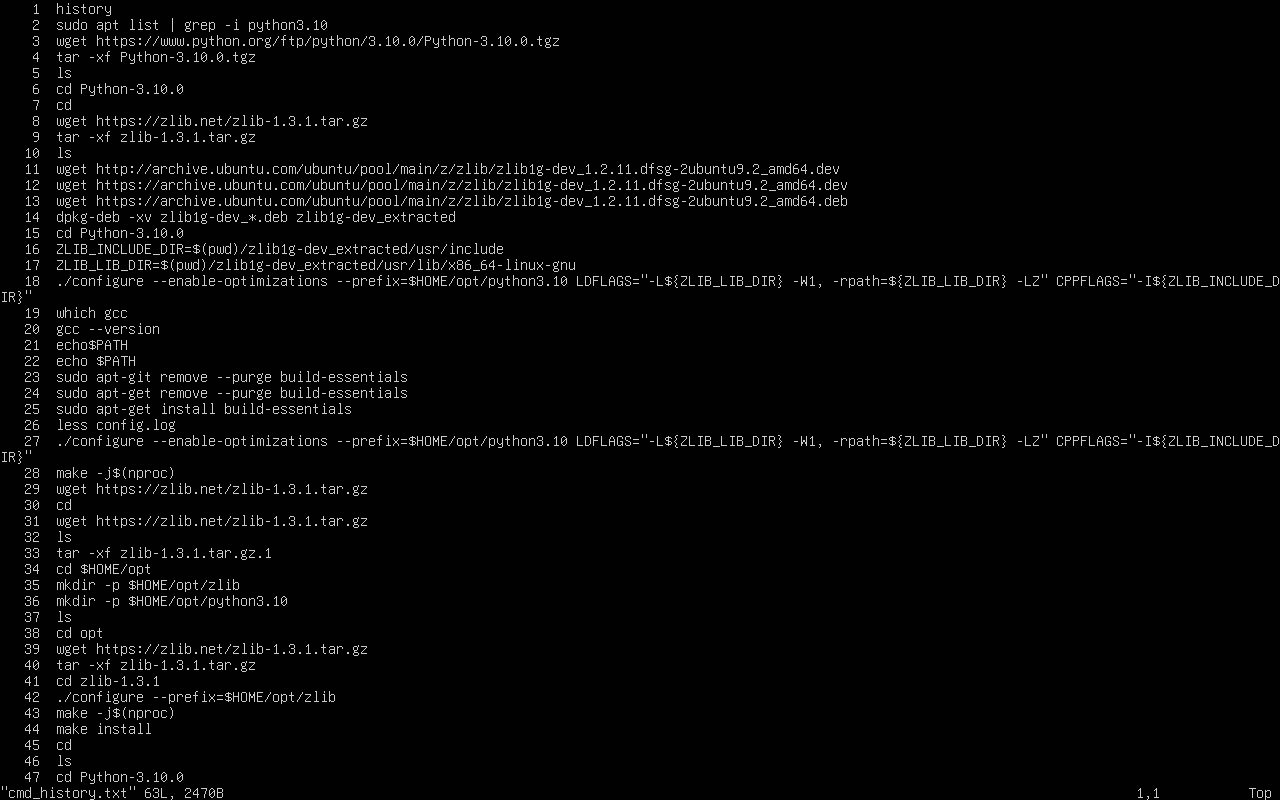 1 history
2 sudo apt list | grep -i python3.10
3 wget https://www.python.org/ftp/python/3.10.0/Python-3.10.0.tgz
4 tar -xf Python-3.10.0.tgz
5 ls
6 cd Python-3.10.0
7 cd
8 wget https://zlib.net/zlib-1.3.1.tar.gz
9 tar -xf zlib-1.3.1.tar.gz
10 ls
11 wget http://archive.ubuntu.com/ubuntu/pool/main/z/zlib/zlib1g-dev_1.2.11.dfsg-2ubuntu9.2_amd64.dev
12 wget https://archive.ubuntu.com/ubuntu/pool/main/z/zlib/zlib1g-dev_1.2.11.dfsg-2ubuntu9.2_amd64.dev
13 wget https://archive.ubuntu.com/ubuntu/pool/main/z/zlib/zlib1g-dev_1.2.11.dfsg-2ubuntu9.2_amd64.deb
14 dpkg-deb -xv zlib1g-dev_*.deb zlib1g-dev_extracted
15 cd Python-3.10.0
16 ZLIB_INCLUDE_DIR=$(pwd)/zlib1g-dev_extracted/usr/include
17 ZLIB_LIB_DIR=$(pwd)/zlib1g-dev_extracted/usr/lib/x86_64-linux-gnu
18 ./configure --enable-optimizations --prefix=$HOME/opt/python3.10 LDFLAGS="-L${ZLIB_LIB_DIR} -W1, -rpath=${ZLIB_LIB_DIR} -LZ" CPPFLAGS="-I${ZLIB_INCLUDE_D
IR}"
19 which gcc
20 gcc --version
21 echo$PATH
22 echo $PATH
23 sudo apt-git remove --purge build-essentials
24 sudo apt-get remove --purge build-essentials
25 sudo apt-get install build-essentials
26 less config.log
27 ./configure --enable-optimizations --prefix=$HOME/opt/python3.10 LDFLAGS="-L${ZLIB_LIB_DIR} -W1, -rpath=${ZLIB_LIB_DIR} -LZ" CPPFLAGS="-I${ZLIB_INCLUDE_D
IR}"
28 make -j$(nproc)
29 wget https://zlib.net/zlib-1.3.1.tar.gz
30 cd
31 wget https://zlib.net/zlib-1.3.1.tar.gz
32 ls
33 tar -xf zlib-1.3.1.tar.gz.1
34 cd $HOME/opt
35 mkdir -p $HOME/opt/zlib
36 mkdir -p $HOME/opt/python3.10
37 ls
38 cd opt
39 wget https://zlib.net/zlib-1.3.1.tar.gz
40 tar -xf zlib-1.3.1.tar.gz
41 cd zlib-1.3.1
42 ./configure --prefix=$HOME/opt/zlib
43 make -j$(nproc)
44 make install
45 cd
46 ls
47 cd Python-3.10.0
"cmd_history.txt" 63L, 2470B 1,1 Top